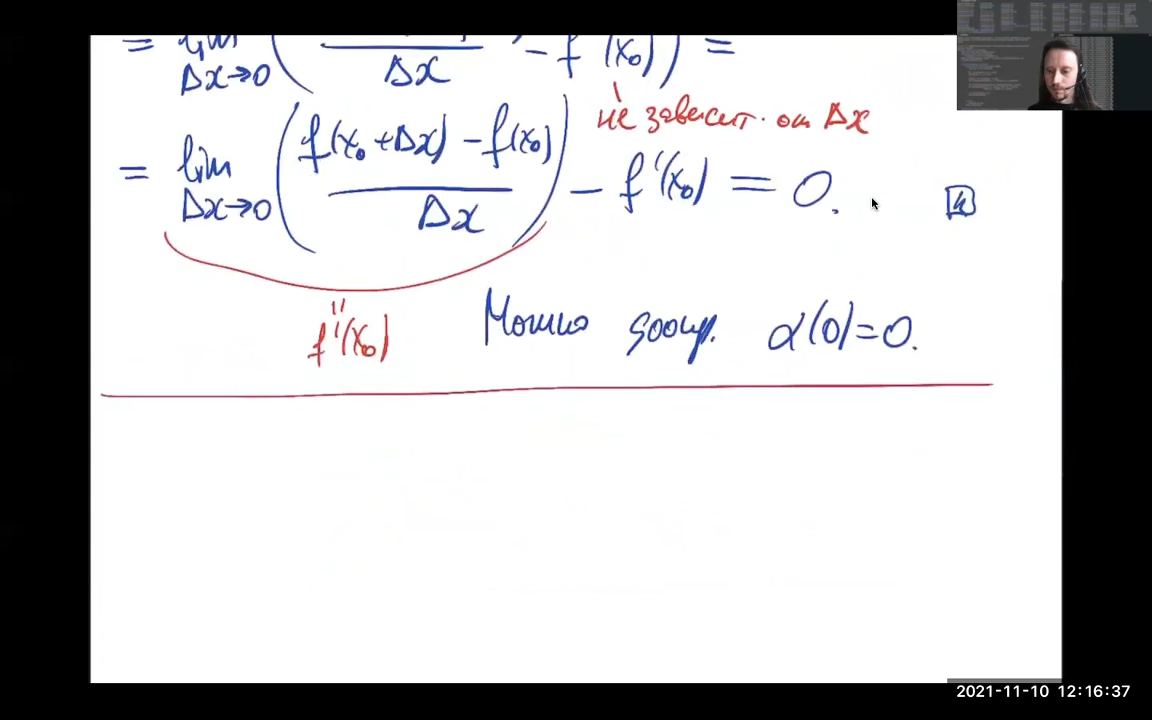 = lim Δx→0 ( / Δx - f'(x₀)) =
не зависит от Δx
= lim Δx→0 ( (f(x₀+Δx) - f(x₀)) / Δx ) - f'(x₀) = 0.
"
f'(x₀)
Можно доопр. α(0)=0.
2021-11-10 12:16:37